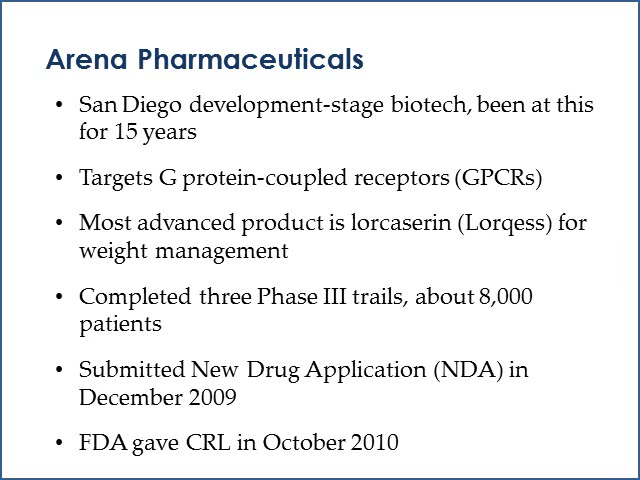 Arena Pharmaceuticals
• San Diego development-stage biotech, been at this
for 15 years
• Targets G protein-coupled receptors (GPCRs)
• Most advanced product is lorcaserin (Lorqess) for
weight management
• Completed three Phase III trails, about 8,000
patients
• Submitted New Drug Application (NDA) in
December 2009
• FDA gave CRL in October 2010